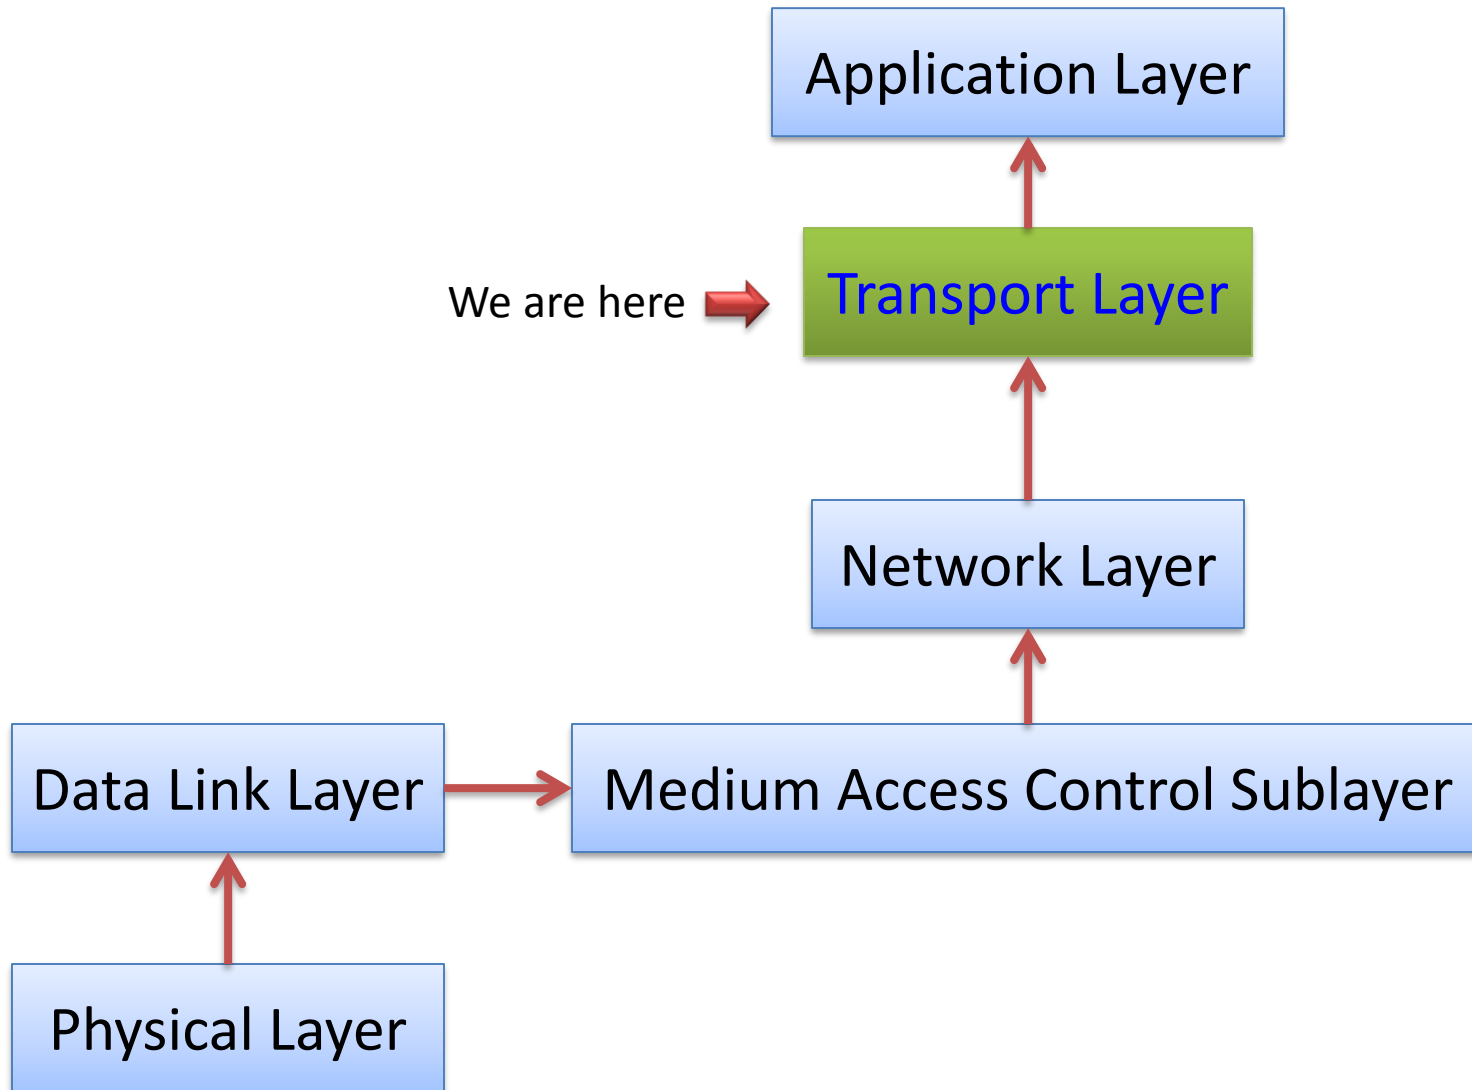 Application Layer
We are here
Transport Layer
Network Layer
Data Link Layer
Medium Access Control Sublayer
Physical Layer